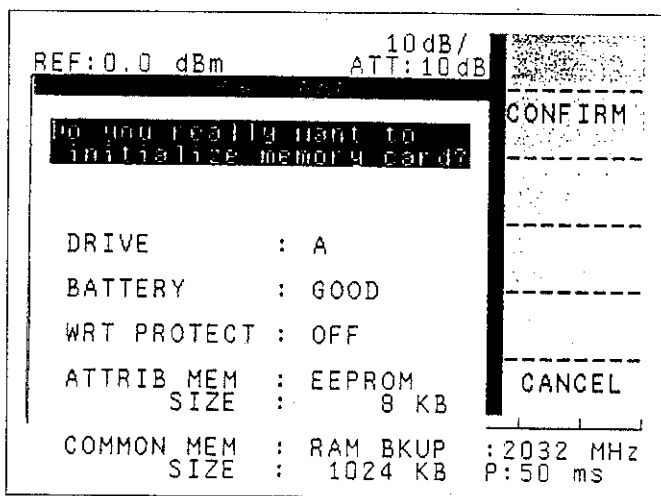 10dB/
REF:0.0 dBm ATT:10dB
Do you really want to
initialize memory card?
DRIVE : A
BATTERY : GOOD
WRT PROTECT : OFF
ATTRIB MEM : EEPROM
SIZE : 8 KB
COMMON MEM : RAM BKUP
SIZE : 1024 KB
CONFIRM
CANCEL
:2032 MHz
P:50 ms